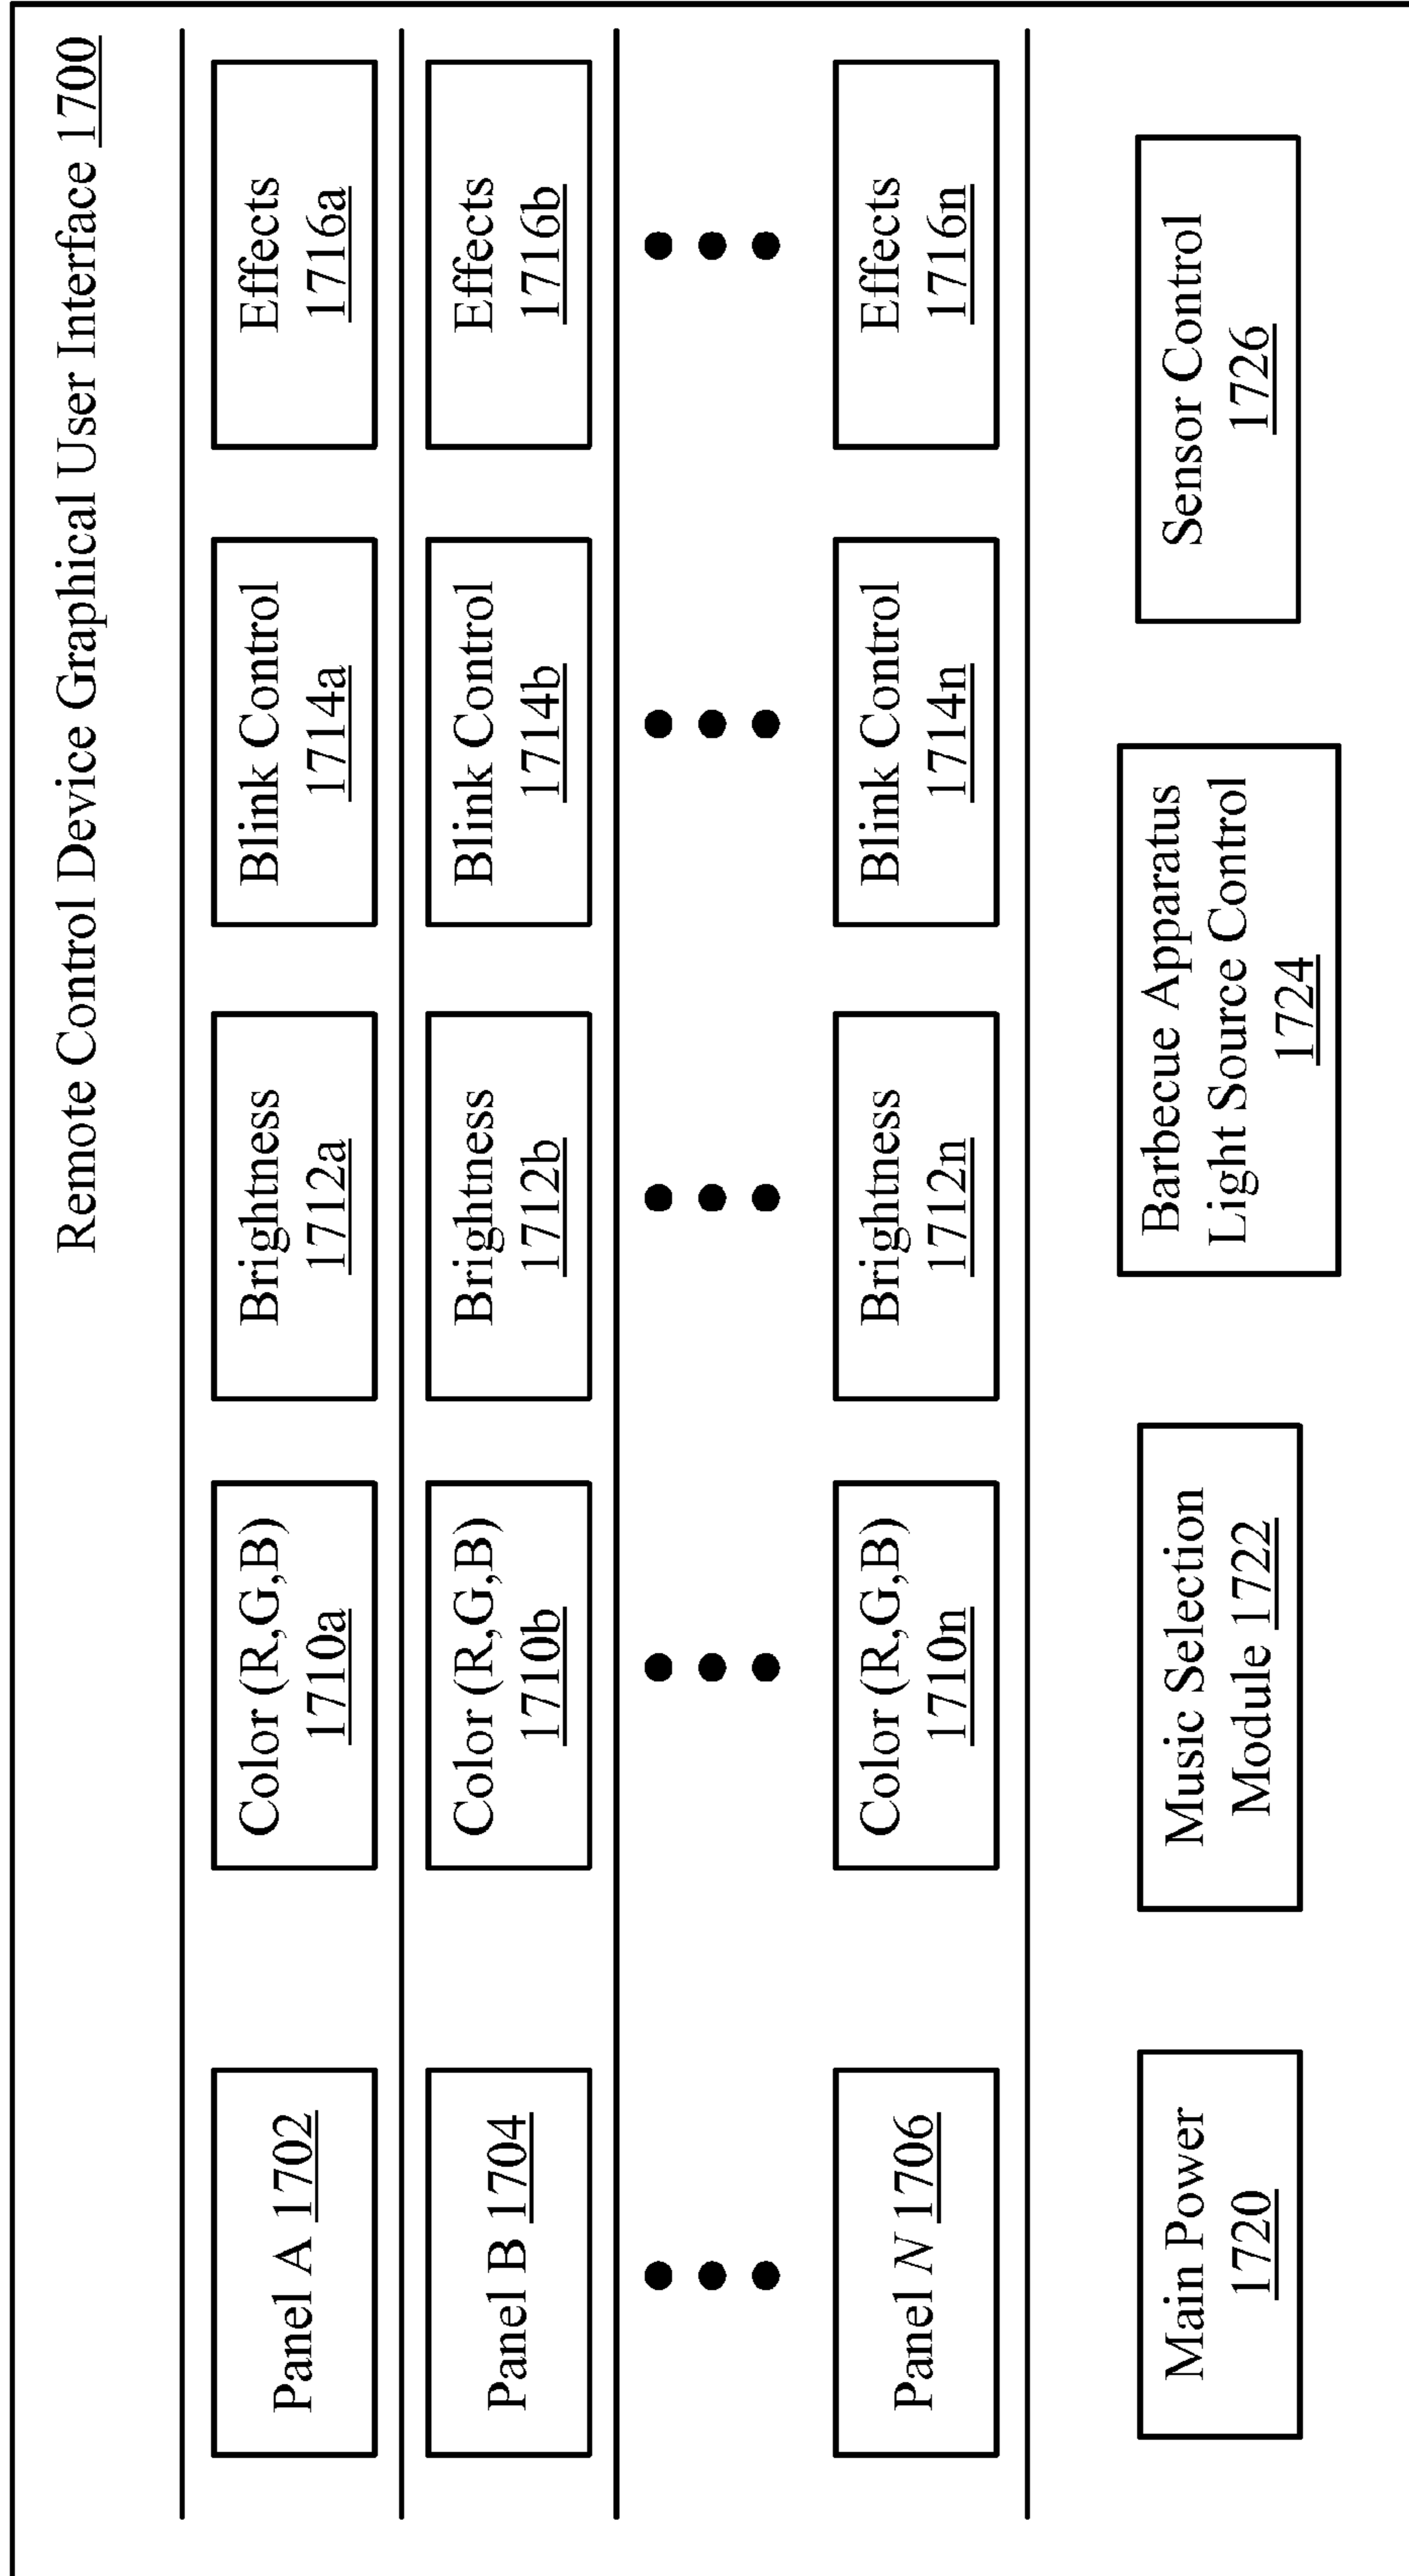 Remote Control Device Graphical User Interface 1700
Panel A 1702
Color (R,G,B)
1710a
Brightness
1712a
Blink Control
1714a
Effects
1716a
Panel B 1704
Color (R,G,B)
1710b
Brightness
1712b
Blink Control
1714b
Effects
1716b
Panel N 1706
Color (R,G,B)
1710n
Brightness
1712n
Blink Control
1714n
Effects
1716n
Main Power
1720
Music Selection
Module 1722
Barbecue Apparatus
Light Source Control
1724
Sensor Control
1726